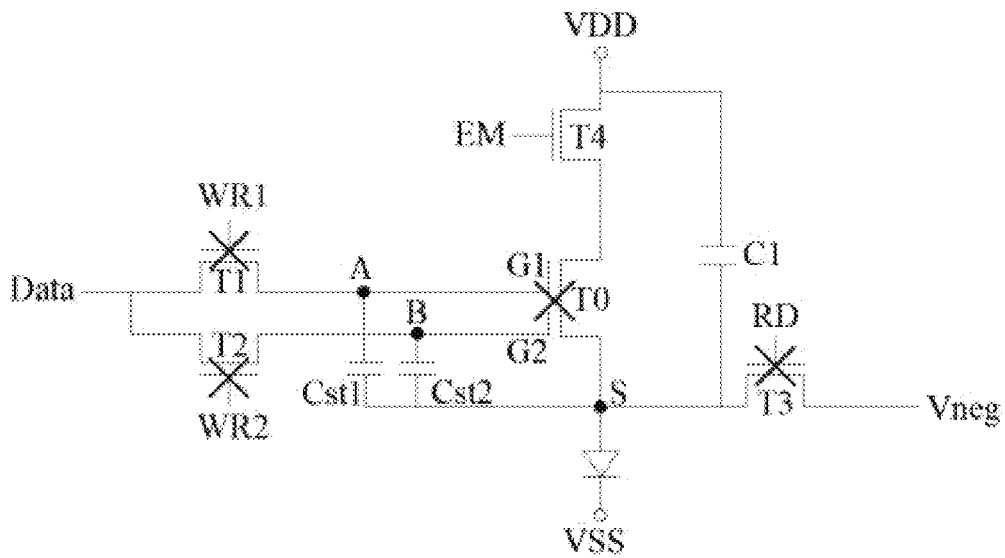 VDD
EM
T4
WR1
T1
A
G1
T0
C1
Data
B
RD
T2
G2
WR2
Cst1
Cst2
S
T3
Vneg
VSS